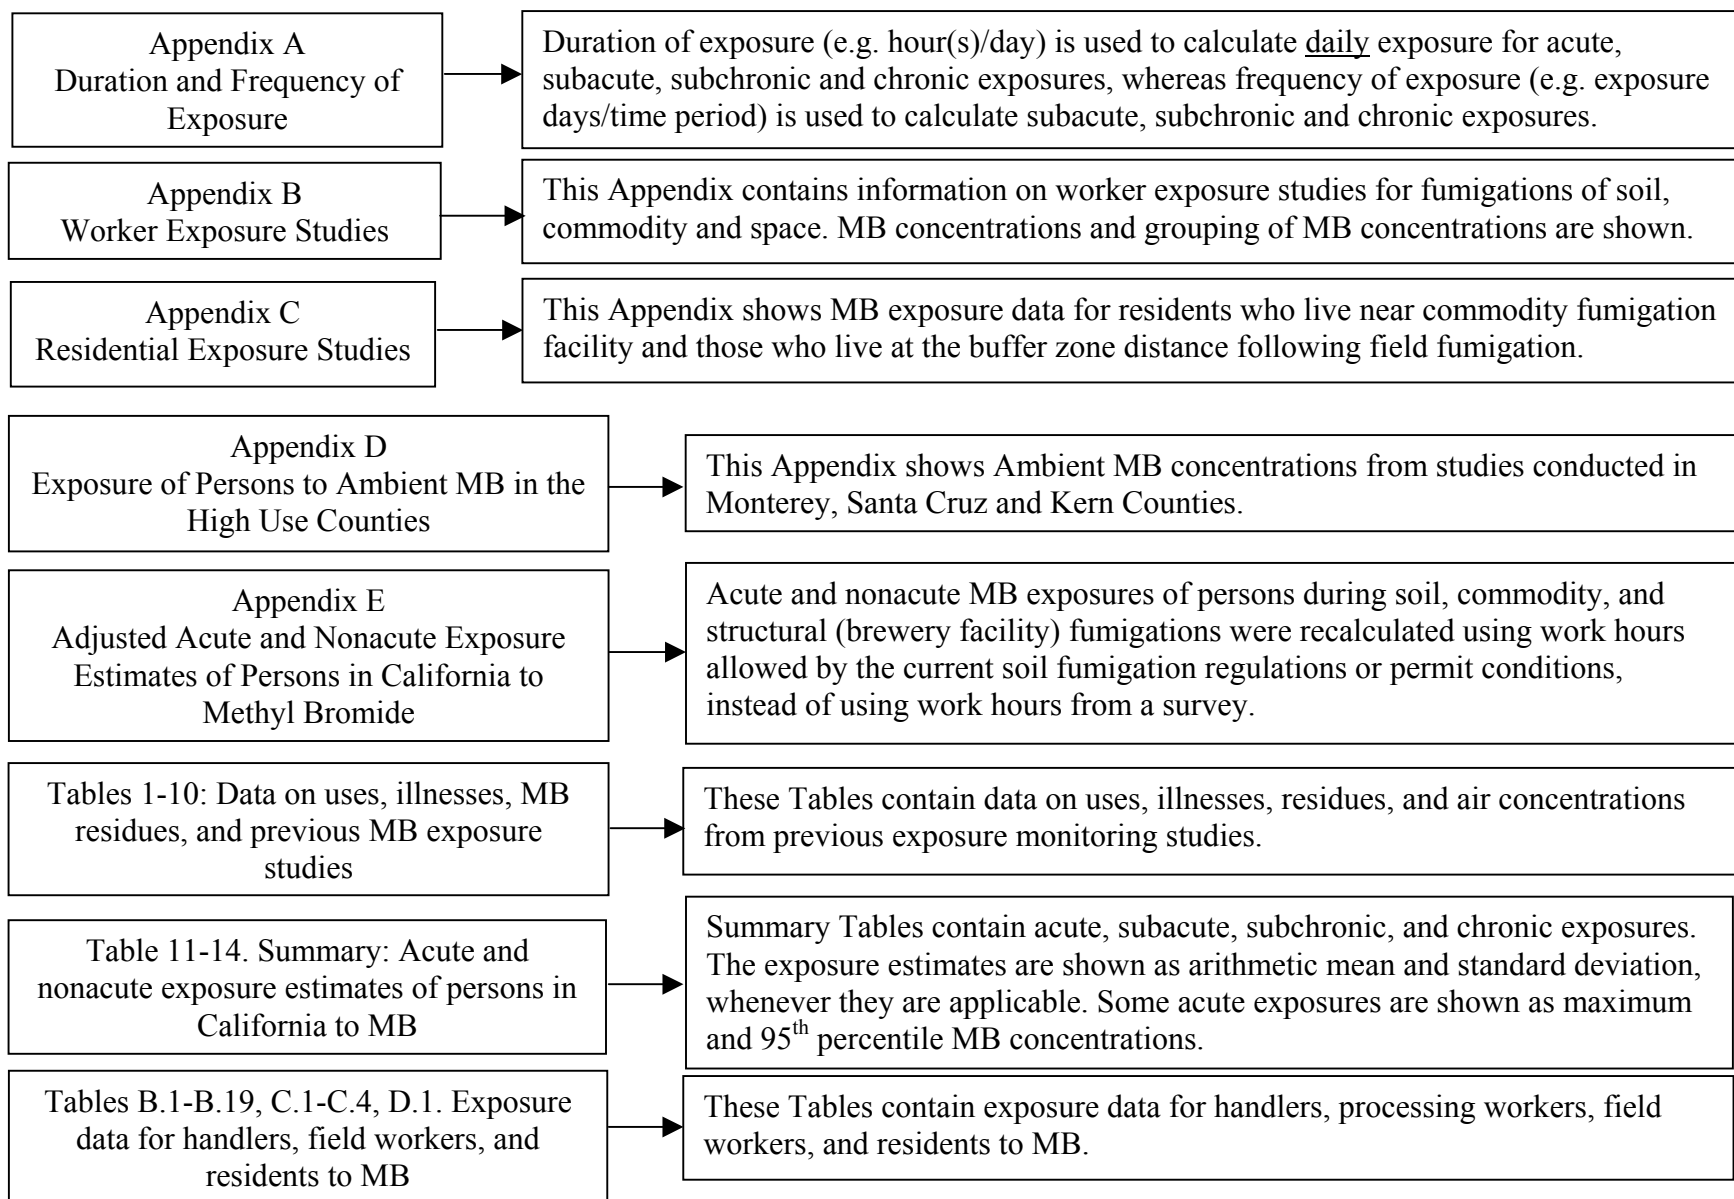 Appendix A
Duration and Frequency of
Exposure
Duration of exposure (e.g. hour(s)/day) is used to calculate daily exposure for acute,
subacute, subchronic and chronic exposures, whereas frequency of exposure (e.g. exposure
days/time period) is used to calculate subacute, subchronic and chronic exposures.
Appendix B
Worker Exposure Studies
This Appendix contains information on worker exposure studies for fumigations of soil,
commodity and space. MB concentrations and grouping of MB concentrations are shown.
Appendix C
Residential Exposure Studies
This Appendix shows MB exposure data for residents who live near commodity fumigation
facility and those who live at the buffer zone distance following field fumigation.
Appendix D
Exposure of Persons to Ambient MB in the
High Use Counties
This Appendix shows Ambient MB concentrations from studies conducted in
Monterey, Santa Cruz and Kern Counties.
Appendix E
Adjusted Acute and Nonacute Exposure
Estimates of Persons in California to
Methyl Bromide
Acute and nonacute MB exposures of persons during soil, commodity, and
structural (brewery facility) fumigations were recalculated using work hours
allowed by the current soil fumigation regulations or permit conditions,
instead of using work hours from a survey.
Tables 1-10: Data on uses, illnesses, MB
residues, and previous MB exposure
studies
These Tables contain data on uses, illnesses, residues, and air concentrations
from previous exposure monitoring studies.
Table 11-14. Summary: Acute and
nonacute exposure estimates of persons in
California to MB
Summary Tables contain acute, subacute, subchronic, and chronic exposures.
The exposure estimates are shown as arithmetic mean and standard deviation,
whenever they are applicable. Some acute exposures are shown as maximum
and 95th percentile MB concentrations.
Tables B.1-B.19, C.1-C.4, D.1. Exposure
data for handlers, field workers, and
residents to MB
These Tables contain exposure data for handlers, processing workers, field
workers, and residents to MB.